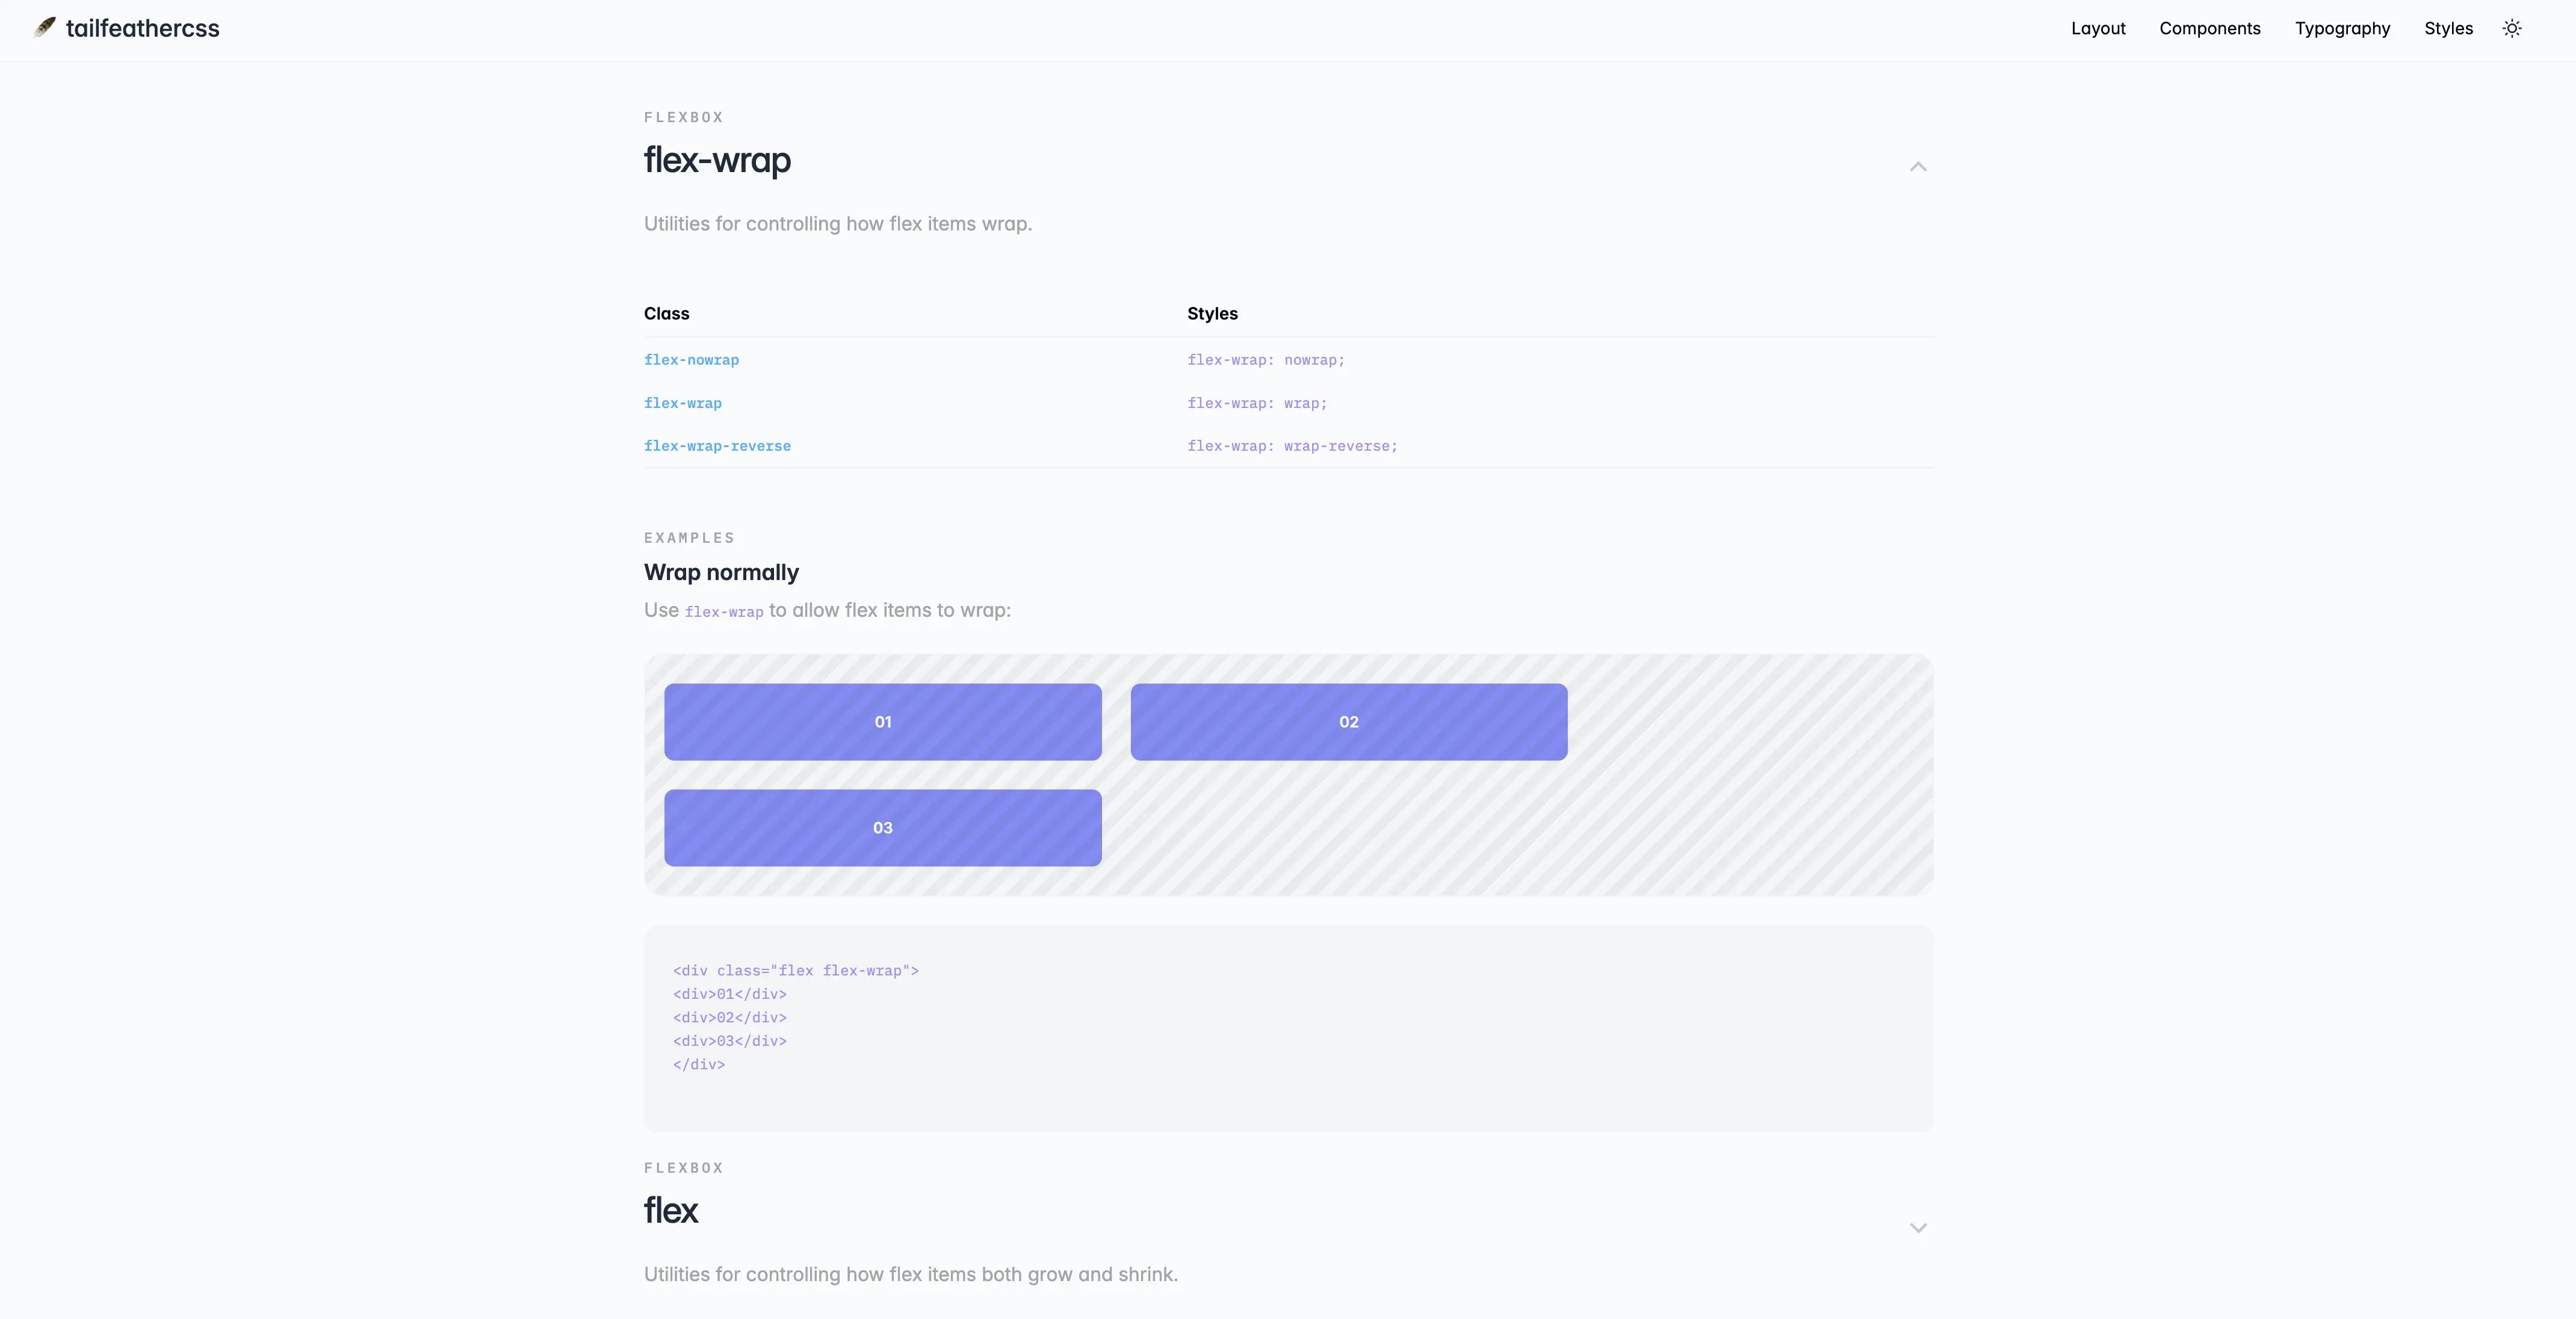 tailfeathercss
Layout Components Typography Styles
FLEXBOX
flex-wrap
Utilities for controlling how flex items wrap.
Class Styles
flex-nowrap flex-wrap: nowrap;
flex-wrap flex-wrap: wrap;
flex-wrap-reverse flex-wrap: wrap-reverse;
EXAMPLES
Wrap normally
Use flex-wrap to allow flex items to wrap:
01 02
03
<div class="flex flex-wrap">
<div>01</div>
<div>02</div>
<div>03</div>
</div>
FLEXBOX
flex
Utilities for controlling how flex items both grow and shrink.